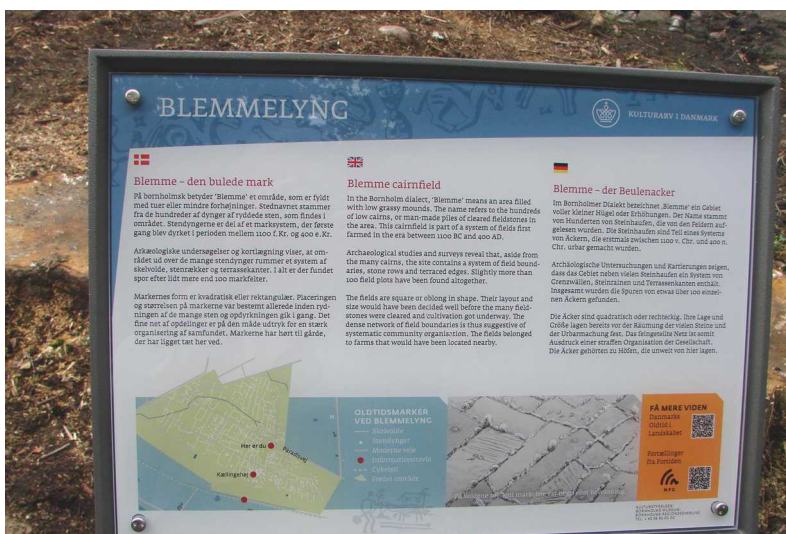 BLEMMELYNG
KULTURARV I DANMARK
Blemme – den bulede mark
På bornholmsk betyder 'Blemme' et område, som er fyldt
med tuer eller mindre forhøjninger. Stednavnet stammer
fra de hundreder af dynger af ryddede sten, som findes i
området. Stendyngerne er del af et marksystem, der første
gang blev dyrket i perioden mellem 1100 f.Kr. og 400 e.Kr.
Arkæologiske undersøgelser og kortlægning viser, at om-
rådet ud over de mange stendynger rummet et system af
skelvolde, stenrækker og terrassekanter. I alt er der fundet
spor efter lidt mere end 100 markfelter.
Markernes form er kvadratisk eller rektangulær. Placeringen
og størrelsen på markerne var bestemt allerede inden ryd-
ningen af de mange sten og opdyrkningen gik i gang. Det
fine net af opdelinger er på den måde udtryk for en stærk
organisering af samfundet. Markerne har hørt til gårde,
der har ligget tæt her ved.
Blemme cairnfield
In the Bornholm dialect, 'Blemme' means an area filled
with low grassy mounds. The name refers to the hundreds
of low cairns, or man-made piles of cleared fieldstones in
the area. This cairnfield is part of a system of fields first
farmed in the era between 1100 BC and 400 AD.
Archaeological studies and surveys reveal that, aside from
the many cairns, the site contains a system of field bound-
aries, stone rows and terraced edges. Slightly more than
100 field plots have been found altogether.
The fields are square or oblong in shape. Their layout and
size would have been decided well before the many field-
stones were cleared and cultivation got underway. The
dense network of field boundaries is thus suggestive of
systematic community organisation. The fields belonged
to farms that would have been located nearby.
Blemme – der Beulenacker
Im Bornholmer Dialekt bezeichnet ‚Blemme' ein Gebiet
voller kleiner Hügel oder Erhöhungen. Der Name stammt
von Hunderten von Steinhaufen, die von den Feldern auf-
gelesen wurden. Die Steinhaufen sind Teil eines Systems
von Äckern, die erstmals zwischen 1100 v. Chr. und 400 n.
Chr. urbar gemacht wurden.
Archäologische Untersuchungen und Kartierungen zeigen,
dass das Gebiet neben vielen Steinhaufen ein System von
Grenzwällen, Steinrainen und Terrassenkanten enthält.
Insgesamt wurden die Spuren von etwas über 100 einzel-
nen Äckern gefunden.
Die Äcker sind quadratisch oder rechteckig. Ihre Lage und
Größe lagen bereits vor der Räumung der vielen Steine und
der Urbarmachung fest. Das feingeteilte Netz ist somit
Ausdruck einer straffen Organisation der Gesellschaft.
Die Äcker gehörten zu Höfen, die unweit von hier lagen.
Her er du
Paradisvej
Kællingehøj
OLDTIDSMARKER
VED BLEMMELYNG
Skelvolde
Stendynger
Moderne veje
Informationstavle
Cykelsti
Fredet område
FÅ MERE VIDEN
Danmarks
Oldtid i
Landskabet
Fortællinger
fra Fortiden